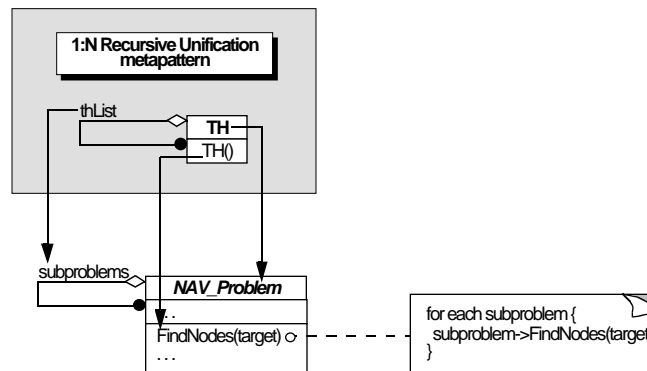 1:N Recursive Unification
metapattern
thList
TH
TH()
subproblems
NAV_Problem
. .
FindNodes(target)
. . .
for each subproblem {
subproblem->FindNodes(target
}